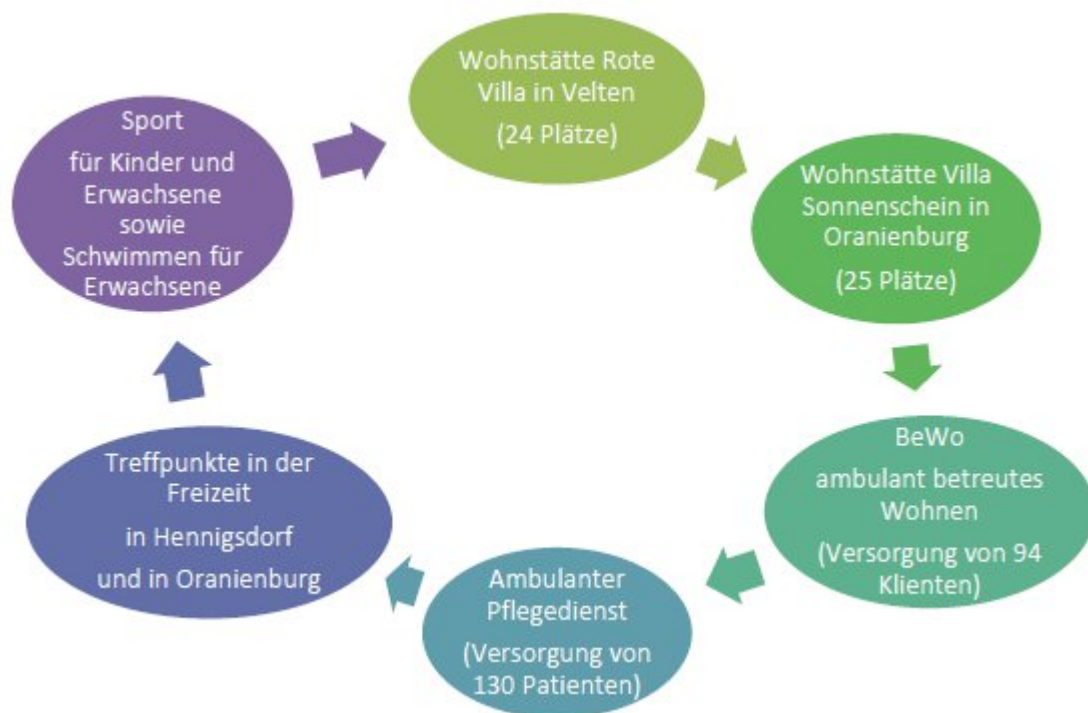 Wohnstätte Rote
Villa in Velten
(24 Plätze)
Wohnstätte Villa
Sonnenschein in
Oranienburg
(25 Plätze)
BeWo
ambulant betreutes
Wohnen
(Versorgung von 94
Klienten)
Ambulanter
Pflegedienst
(Versorgung von
130 Patienten)
Treffpunkte in der
Freizeit
in Hennigsdorf
und in Oranienburg
Sport
für Kinder und
Erwachsene
sowie
Schwimmen für
Erwachsene